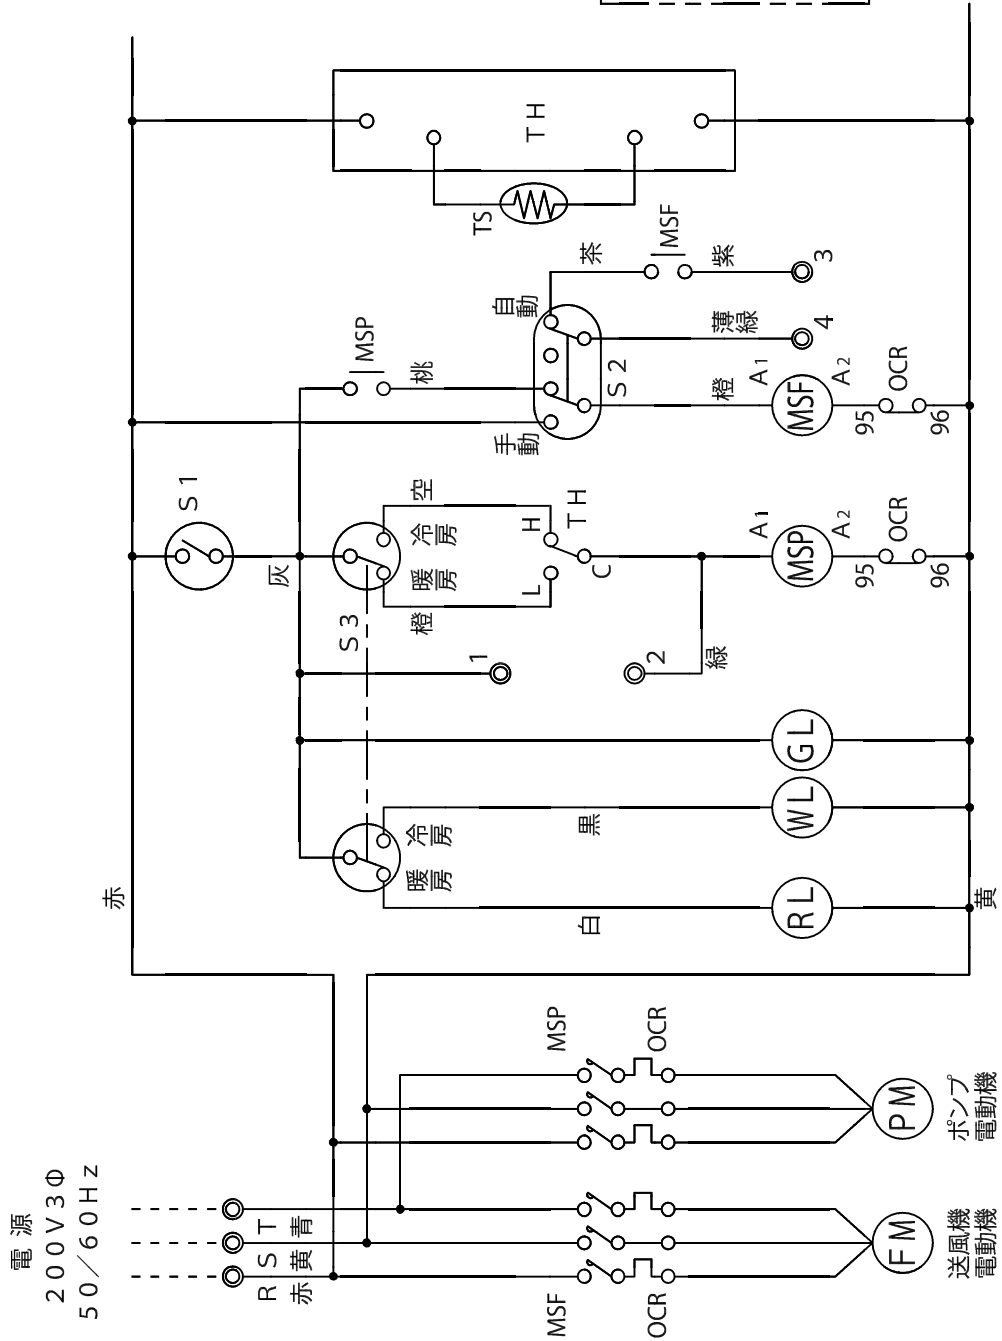 電 源
200V3Φ
50/60Hz
R S T
赤 黄 青
MSF
OCR
FM
送風機
電動機
MSP
OCR
PM
ポンプ
電動機
赤
黄
暖房
冷房
白
RL
黒
WL
GL
S3
1
2
緑
灰
S1
暖房
冷房
橙
空
L
H
TH
C
A1
MSP
A2
95
OCR
96
MSP
桃
手動
自動
S2
橙
A1
MSF
A2
95
OCR
96
薄緑
4
茶
MSF
紫
3
TS
TH